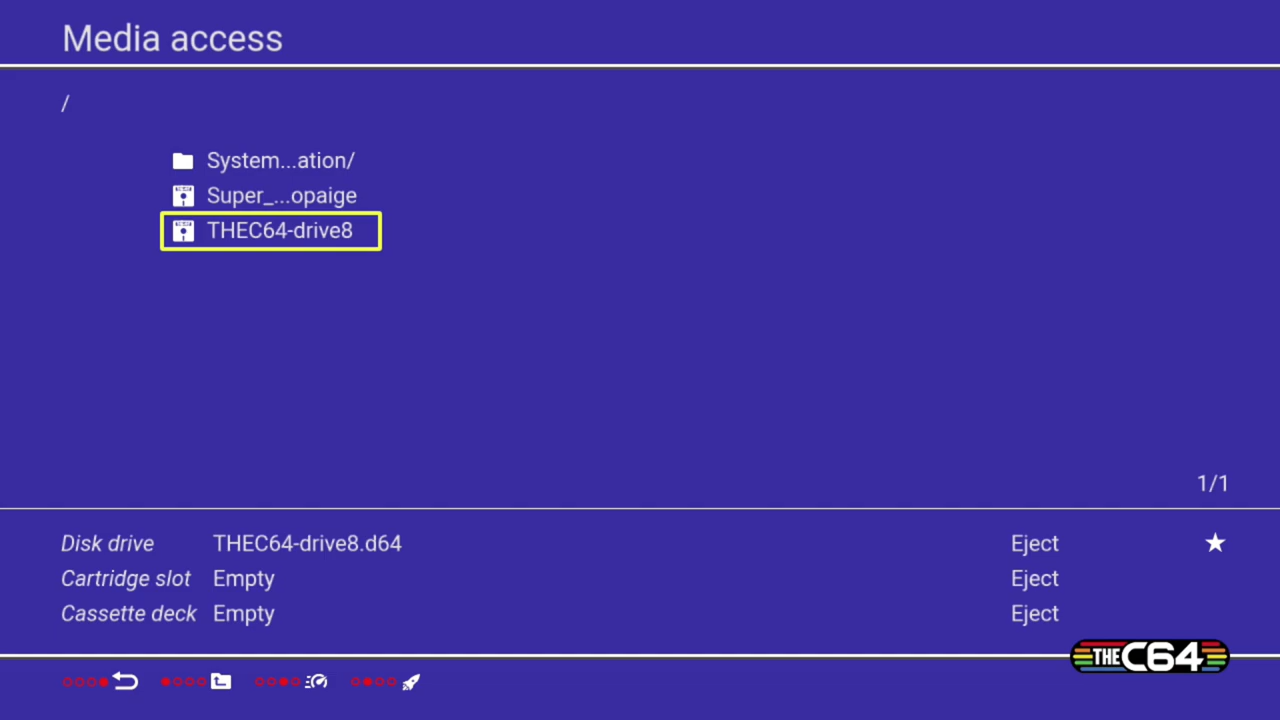 Media access
/
System...ation/
Super_...opaige
THEC64-drive8
1/1
Disk drive THEC64-drive8.d64 Eject
Cartridge slot Empty Eject
Cassette deck Empty Eject
THEC64